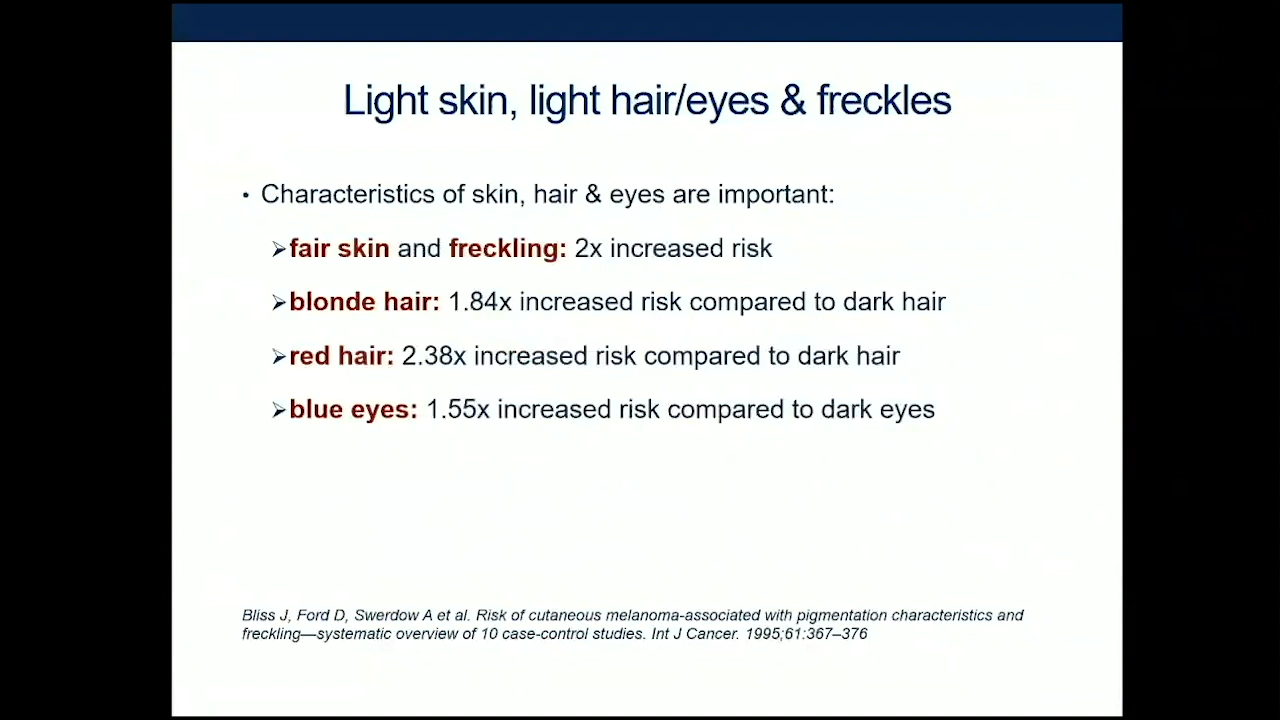 Light skin, light hair/eyes & freckles
• Characteristics of skin, hair & eyes are important:
➢fair skin and freckling: 2x increased risk
➢blonde hair: 1.84x increased risk compared to dark hair
➢red hair: 2.38x increased risk compared to dark hair
➢blue eyes: 1.55x increased risk compared to dark eyes
Bliss J, Ford D, Swerdow A et al. Risk of cutaneous melanoma-associated with pigmentation characteristics and
freckling—systematic overview of 10 case-control studies. Int J Cancer. 1995;61:367–376